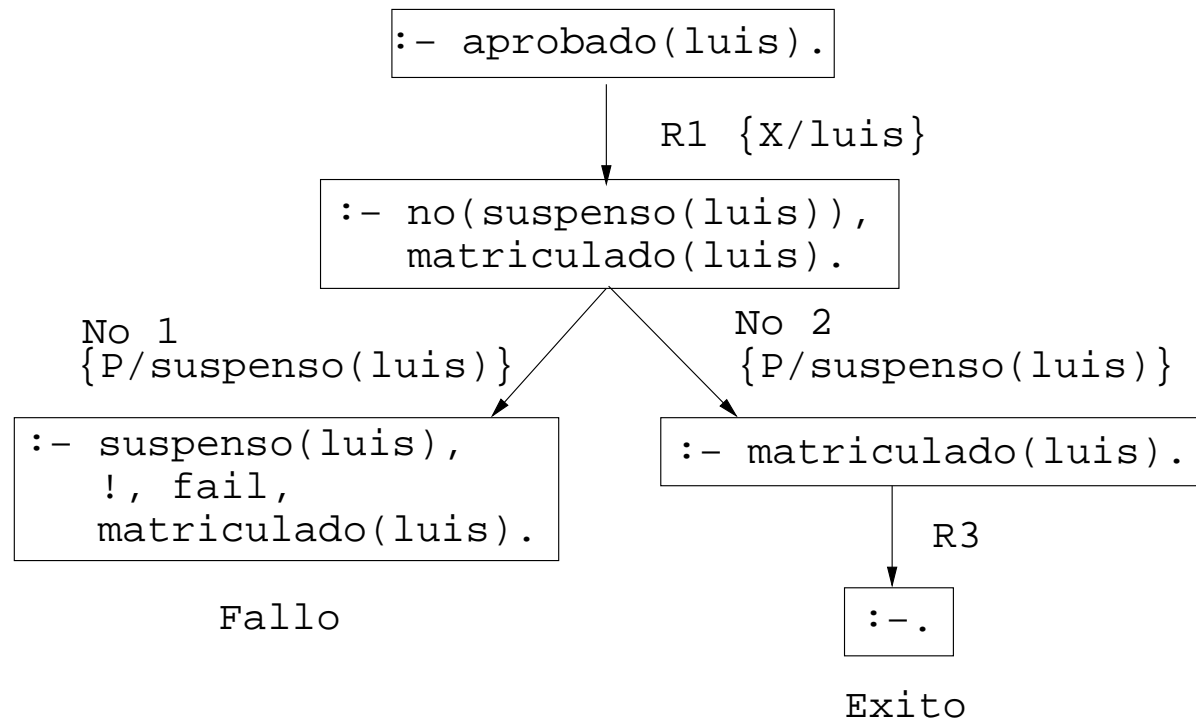 :- aprobado(luis).
R1 {X/luis}
:- no(suspenso(luis)),
matriculado(luis).
No 1
{P/suspenso(luis)}
No 2
{P/suspenso(luis)}
:- suspenso(luis),
!, fail,
matriculado(luis).
:- matriculado(luis).
R3
Fallo
:-.
Exito